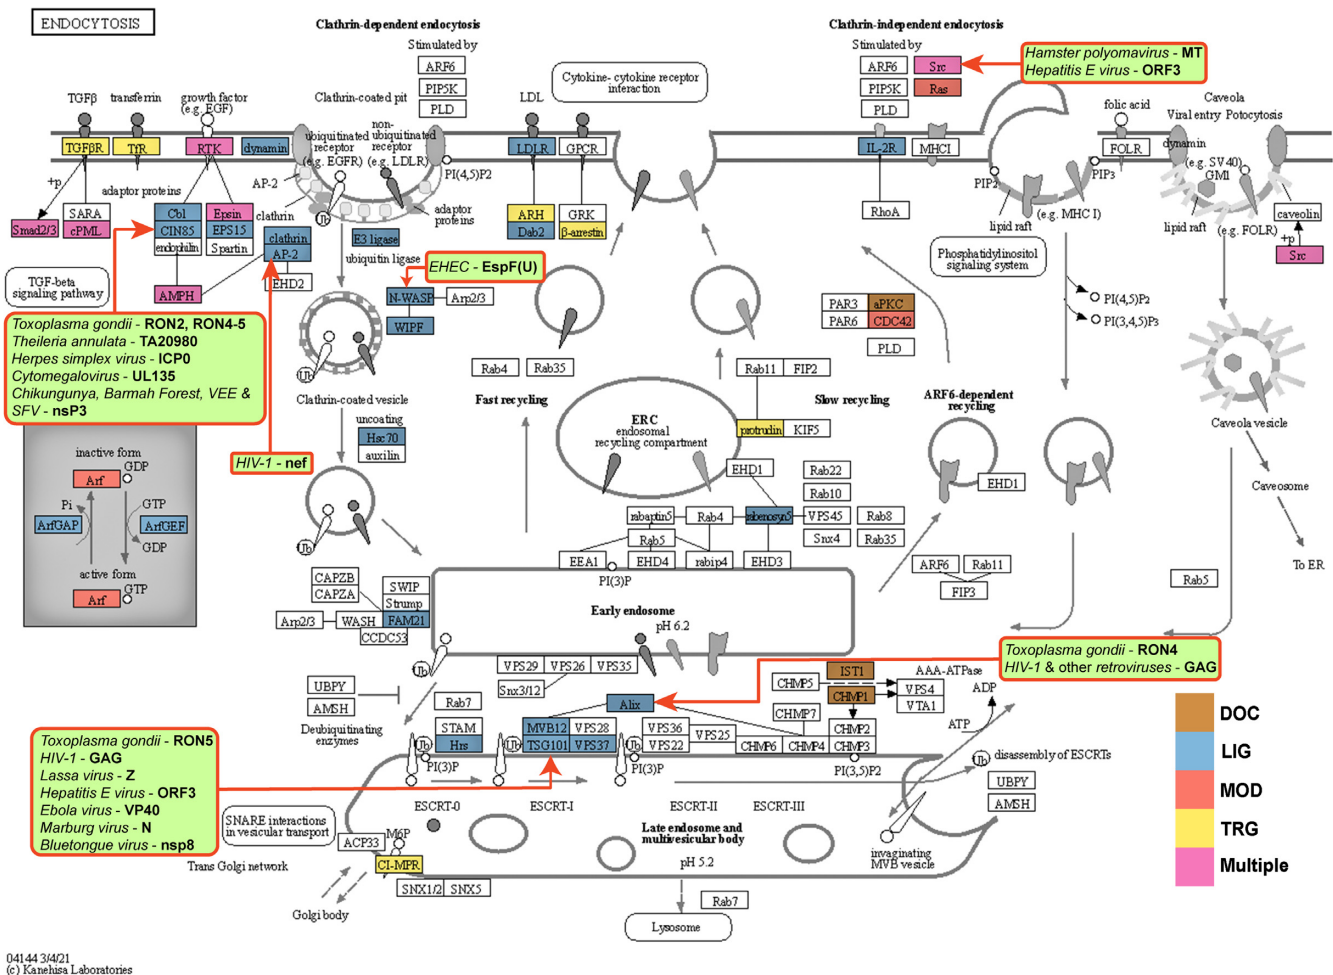 ENDOCYTOSIS
Clathrin-dependent endocytosis
Stimulated by
ARF6
PIP5K
PLD
Clathrin-independent endocytosis
Stimulated by
ARF6
Src
PIP5K
Ras
PLD
Hamster polyomavirus - MT
Hepatitis E virus - ORF3
Cytokine- cytokine receptor
interaction
TGFβ
transferrin
growth factor
(e.g. EGF)
Clathrin-coated pit
LDL
folic acid
Caveola
Viral entry Potocytosis
TGFβR
TfR
RTK
dynamin
ubiquitinated
receptor
(e.g. EGFR)
non-
ubiquitinated
receptor
(e.g. LDLR)
PI(4,5)P2
LDLR
GPCR
IL-2R
MHCI
PIP2
PIP3
FOLR
dynamin
(e.g. SV40)
GM1
+p
adaptor proteins
AP-2
clathrin
Ub
adaptor
proteins
SARA
Smad2/3
cPML
Cbl
CIN85
endophilin
Epsin
EPS15
Spartin
clathrin
AP-2
EHD2
AMPH
E3 ligase
ubiquitin ligase
ARH
Dab2
GRK
β-arrestin
RhoA
(e.g. MHC I)
lipid raft
lipid raft
(e.g. FOLR)
caveolin
+p
Src
TGF-beta
signaling pathway
Phosphatidylinositol
signaling system
EHEC - EspF(U)
N-WASP
Arp2/3
WIPF
PAR3
aPKC
PAR6
CDC42
PLD
PI(4,5)P2
PI(3,4,5)P3
Toxoplasma gondii - RON2, RON4-5
Theileria annulata - TA20980
Herpes simplex virus - ICP0
Cytomegalovirus - UL135
Chikungunya, Barmah Forest, VEE &
SFV - nsP3
Ub
Clathrin-coated vesicle
Rab4
Rab35
Fast recycling
Rab11
FIP2
Slow recycling
ARF6-dependent
recycling
ERC
endosomal
recycling compartment
protrudin
KIF5
Caveola vesicle
uncoating
Hsc70
auxilin
HIV-1 - nef
inactive form
Arf
GDP
Pi
GTP
ArfGAP
ArfGEF
GDP
active form
Arf
GTP
Ub
EHD1
Rab22
Rab10
rabaptin5
Rab4
rabenosyn5
VPS45
Rab8
Rab5
Snx4
Rab35
EEA1
EHD4
rabip4
EHD3
PI(3)P
EHD1
Caveosome
To ER
ARF6
Rab11
FIP3
Rab5
CAPZB
CAPZA
SWIP
Strump
Arp2/3
WASH
FAM21
CCDC53
Early endosome
pH 6.2
Ub
Toxoplasma gondii - RON4
HIV-1 & other retroviruses - GAG
VPS29
VPS26
VPS35
Snx3/12
UBPY
AMSH
Deubiquitinating
enzymes
Rab7
STAM
Hrs
Ub
PI(3)P
Alix
MVB12
VPS28
TSG101
VPS37
Ub
VPS36
VPS22
VPS25
Ub
PI(3)P
IST1
CHMP5
CHMP1
CHMP7
CHMP2
CHMP6
CHMP4
CHMP3
PI(3,5)P2
AAA-ATPase
VPS4
VTA1
ADP
ATP
Ub
disassembly of ESCRTs
UBPY
AMSH
DOC
LIG
MOD
TRG
Multiple
Toxoplasma gondii - RON5
HIV-1 - GAG
Lassa virus - Z
Hepatitis E virus - ORF3
Ebola virus - VP40
Marburg virus - N
Bluetongue virus - nsp8
ESCRT-0
ESCRT-I
ESCRT-II
ESCRT-III
SNARE interactions
in vesicular transport
Late endosome and
multivesicular body
pH 5.2
invaginating
MVB vesicle
ACP33
M6P
CI-MPR
Trans Golgi network
SNX1/2
SNX5
Golgi body
Rab7
Lysosome
04144 3/4/21
(c) Kanehisa Laboratories